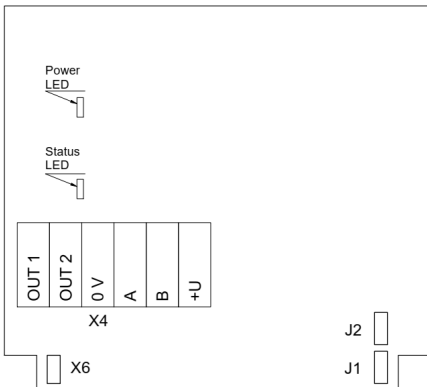 Power
LED
Status
LED
OUT 1
OUT 2
0 V
A
B
+U
X4
J2
X6
J1